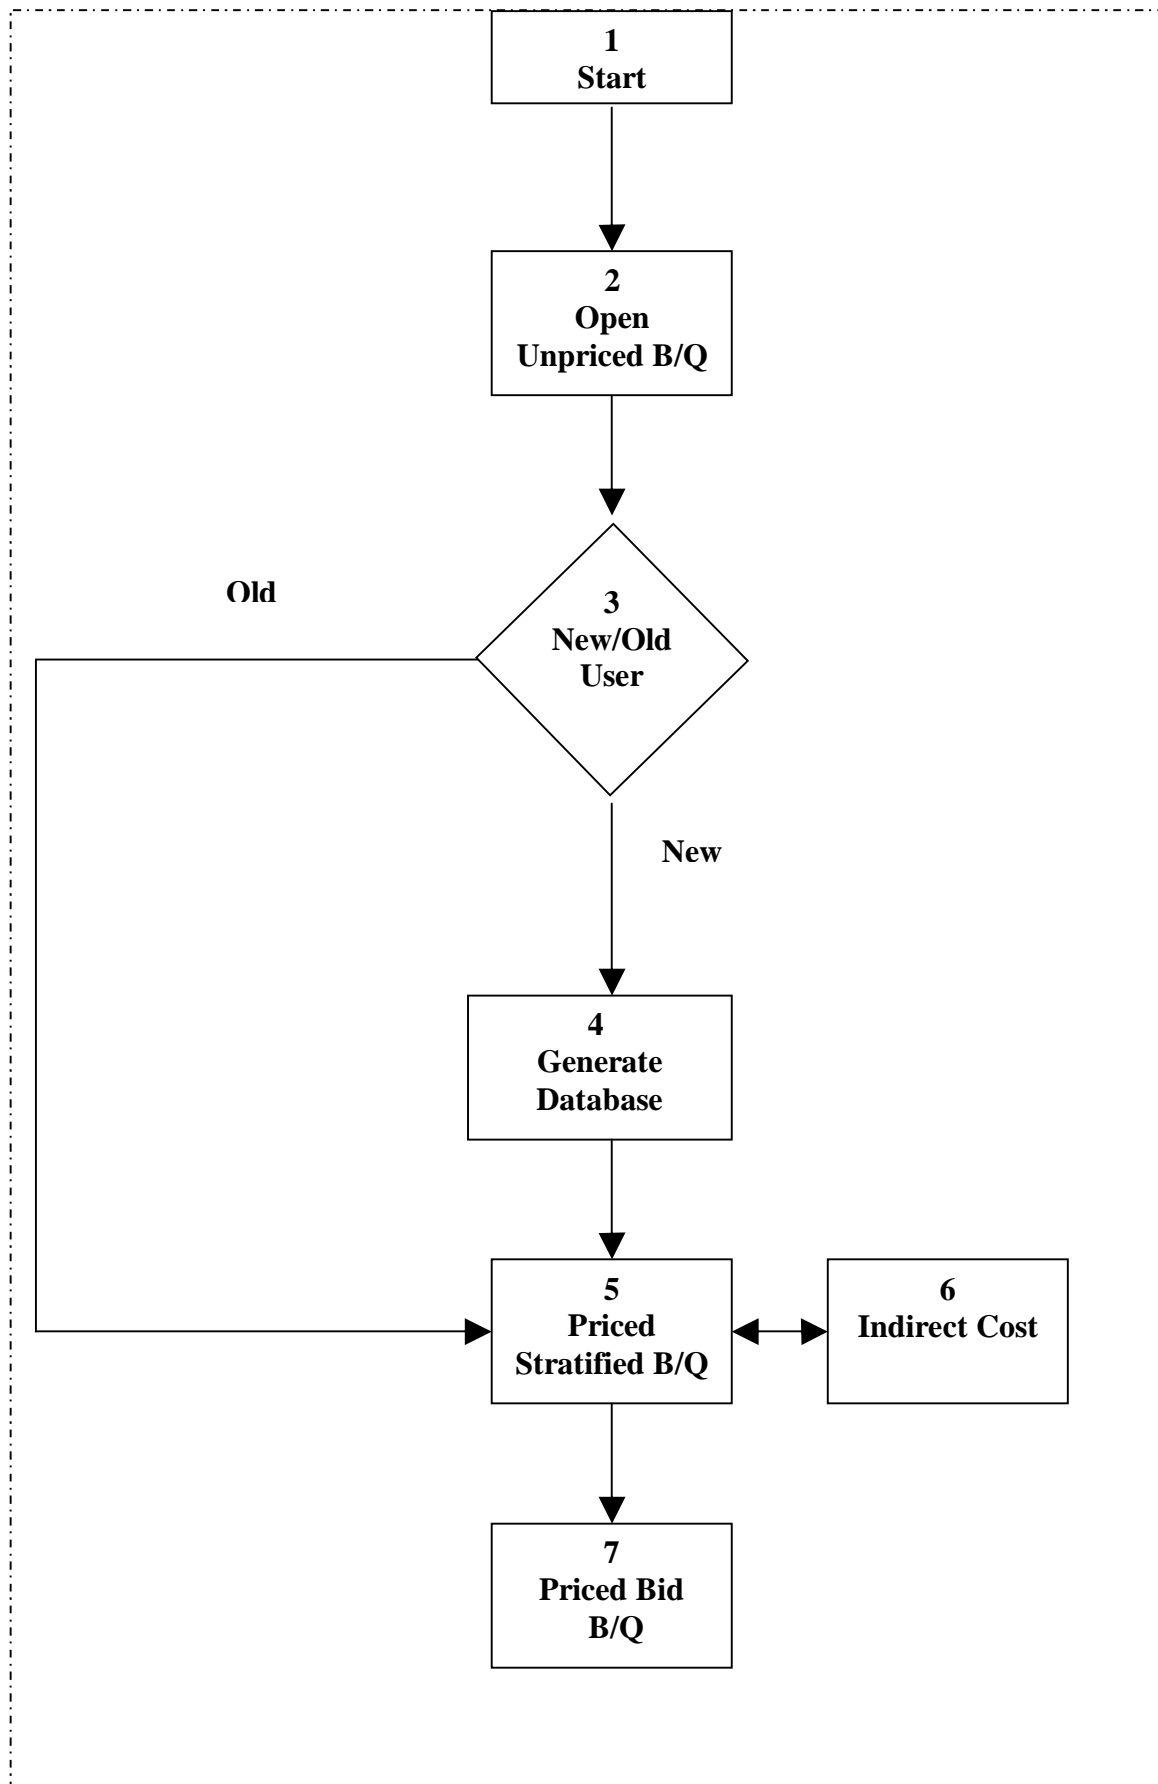 1
Start
2
Open
Unpriced B/Q
Old
3
New/Old
User
New
4
Generate
Database
5
Priced
Stratified B/Q
6
Indirect Cost
7
Priced Bid
B/Q